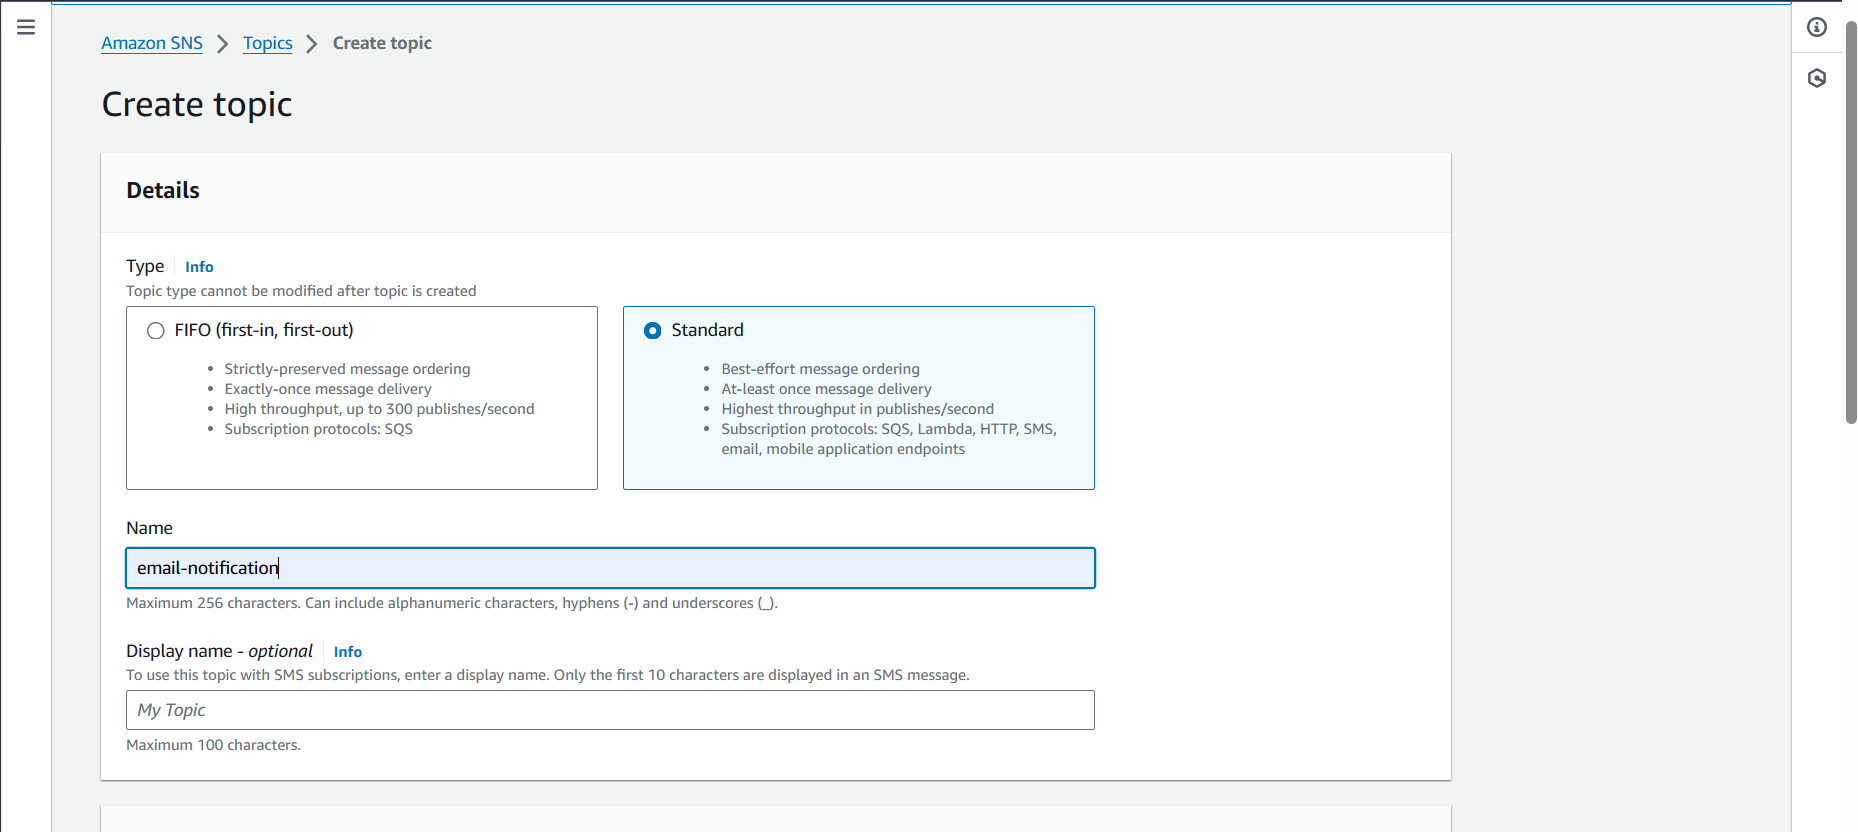 Amazon SNS > Topics > Create topic
Create topic
Details
Type Info
Topic type cannot be modified after topic is created
FIFO (first-in, first-out)
• Strictly-preserved message ordering
• Exactly-once message delivery
• High throughput, up to 300 publishes/second
• Subscription protocols: SQS
Standard
• Best-effort message ordering
• At-least once message delivery
• Highest throughput in publishes/second
• Subscription protocols: SQS, Lambda, HTTP, SMS,
email, mobile application endpoints
Name
email-notification
Maximum 256 characters. Can include alphanumeric characters, hyphens (-) and underscores (_).
Display name - optional Info
To use this topic with SMS subscriptions, enter a display name. Only the first 10 characters are displayed in an SMS message.
My Topic
Maximum 100 characters.